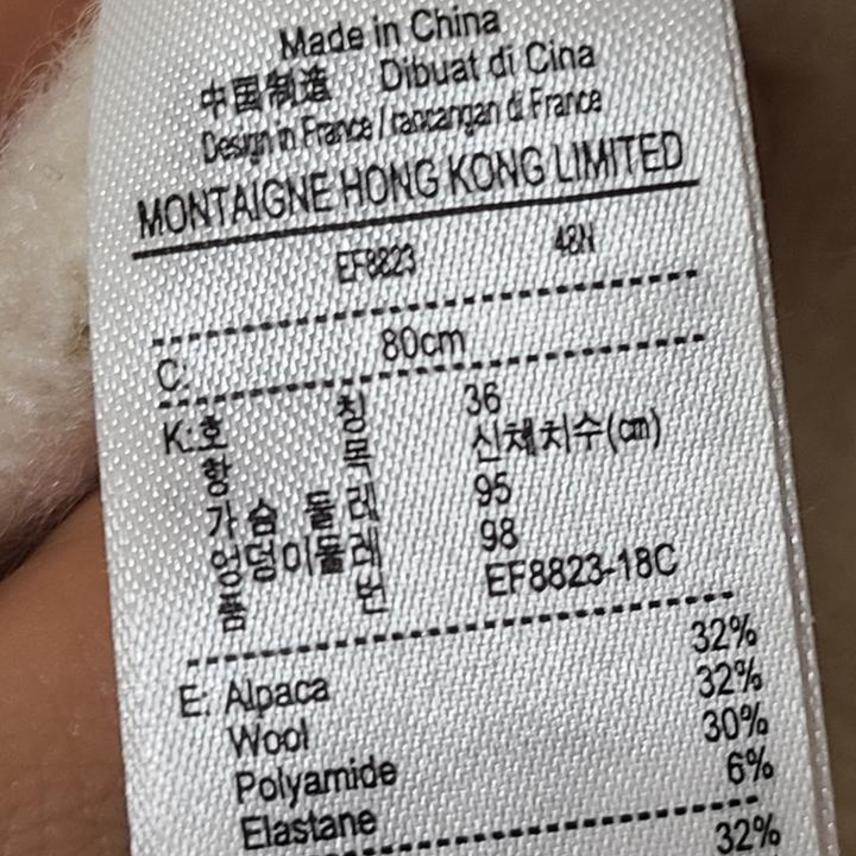 Made in China
中国制造 Dibuat di Cina
Design in France / rancangan di France
MONTAIGNE HONG KONG LIMITED
EF8823 48N
C: 80cm
K: 호칭 36
항목 신체치수(cm)
가슴둘레 95
엉덩이둘레 98
품번 EF8823-18C
E: Alpaca 32%
Wool 32%
Polyamide 30%
Elastane 6%
32%